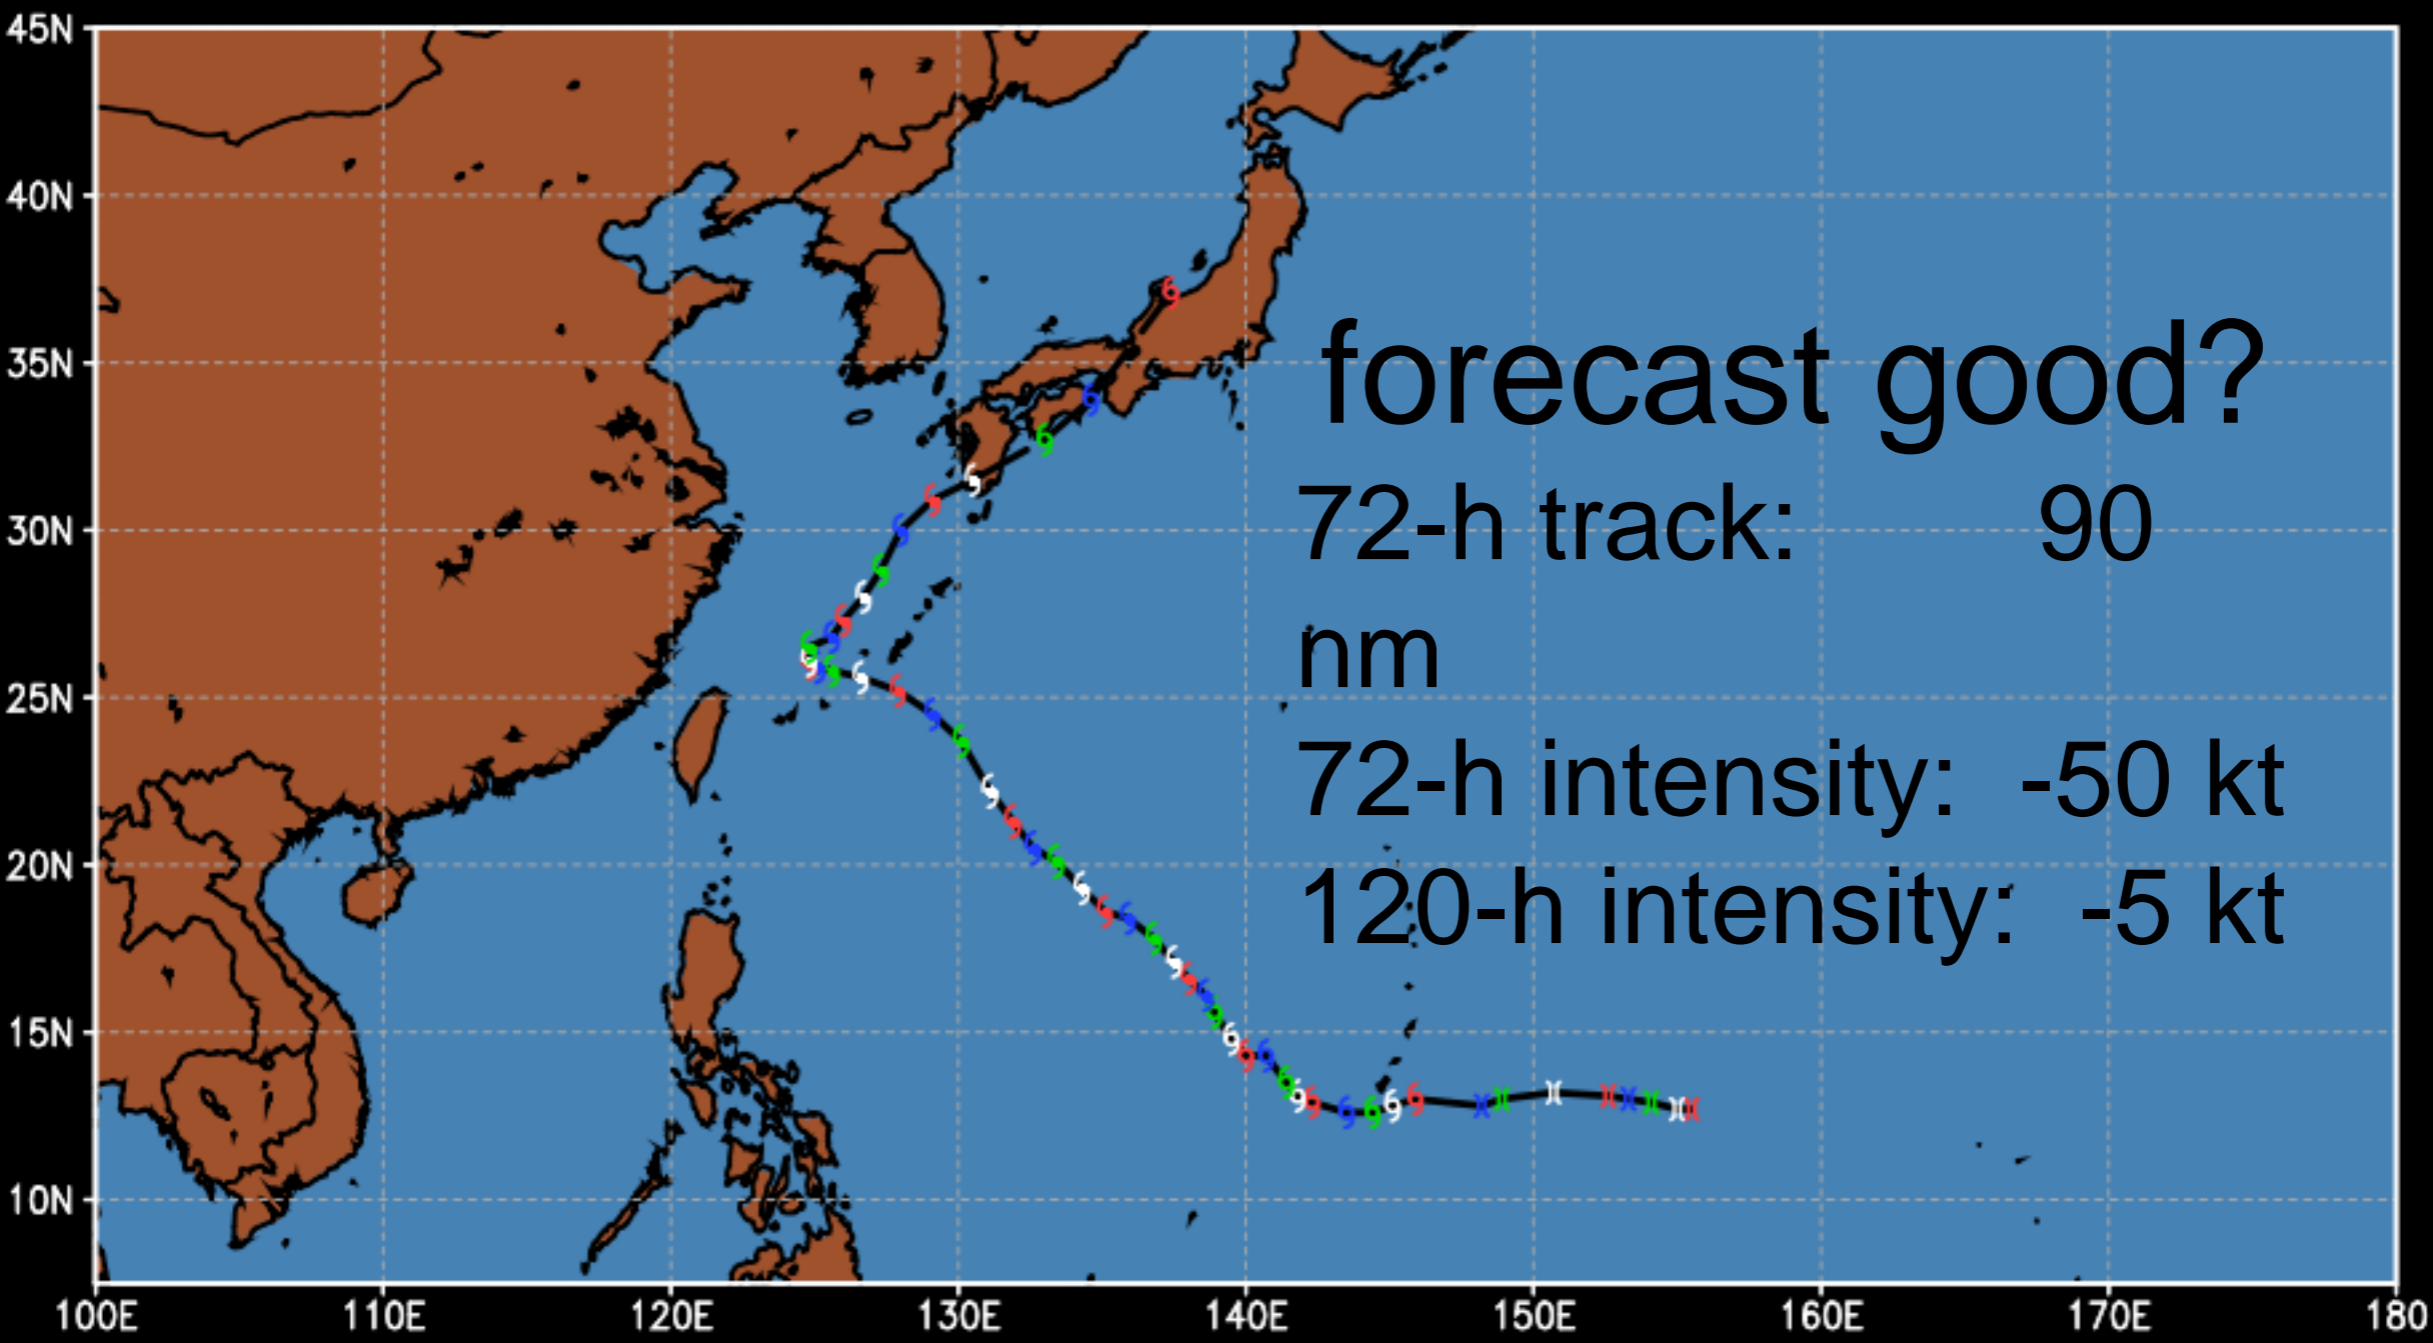 45N
40N
35N
30N
25N
20N
15N
10N
forecast good?
72-h track: 90
nm
72-h intensity: -50 kt
120-h intensity: -5 kt
100E 110E 120E 130E 140E 150E 160E 170E 180